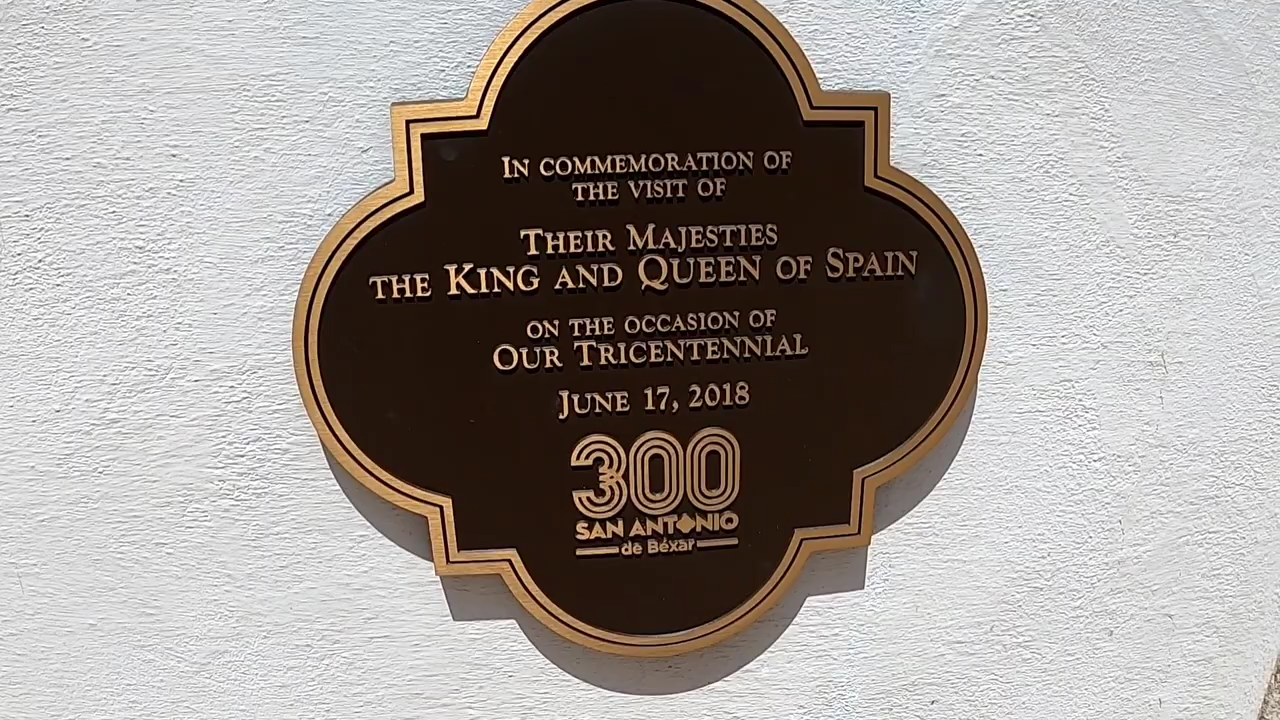 In commemoration of
the visit of
Their Majesties
the King and Queen of Spain
on the occasion of
Our Tricentennial
June 17, 2018
300
SAN ANTONIO
de Béxar